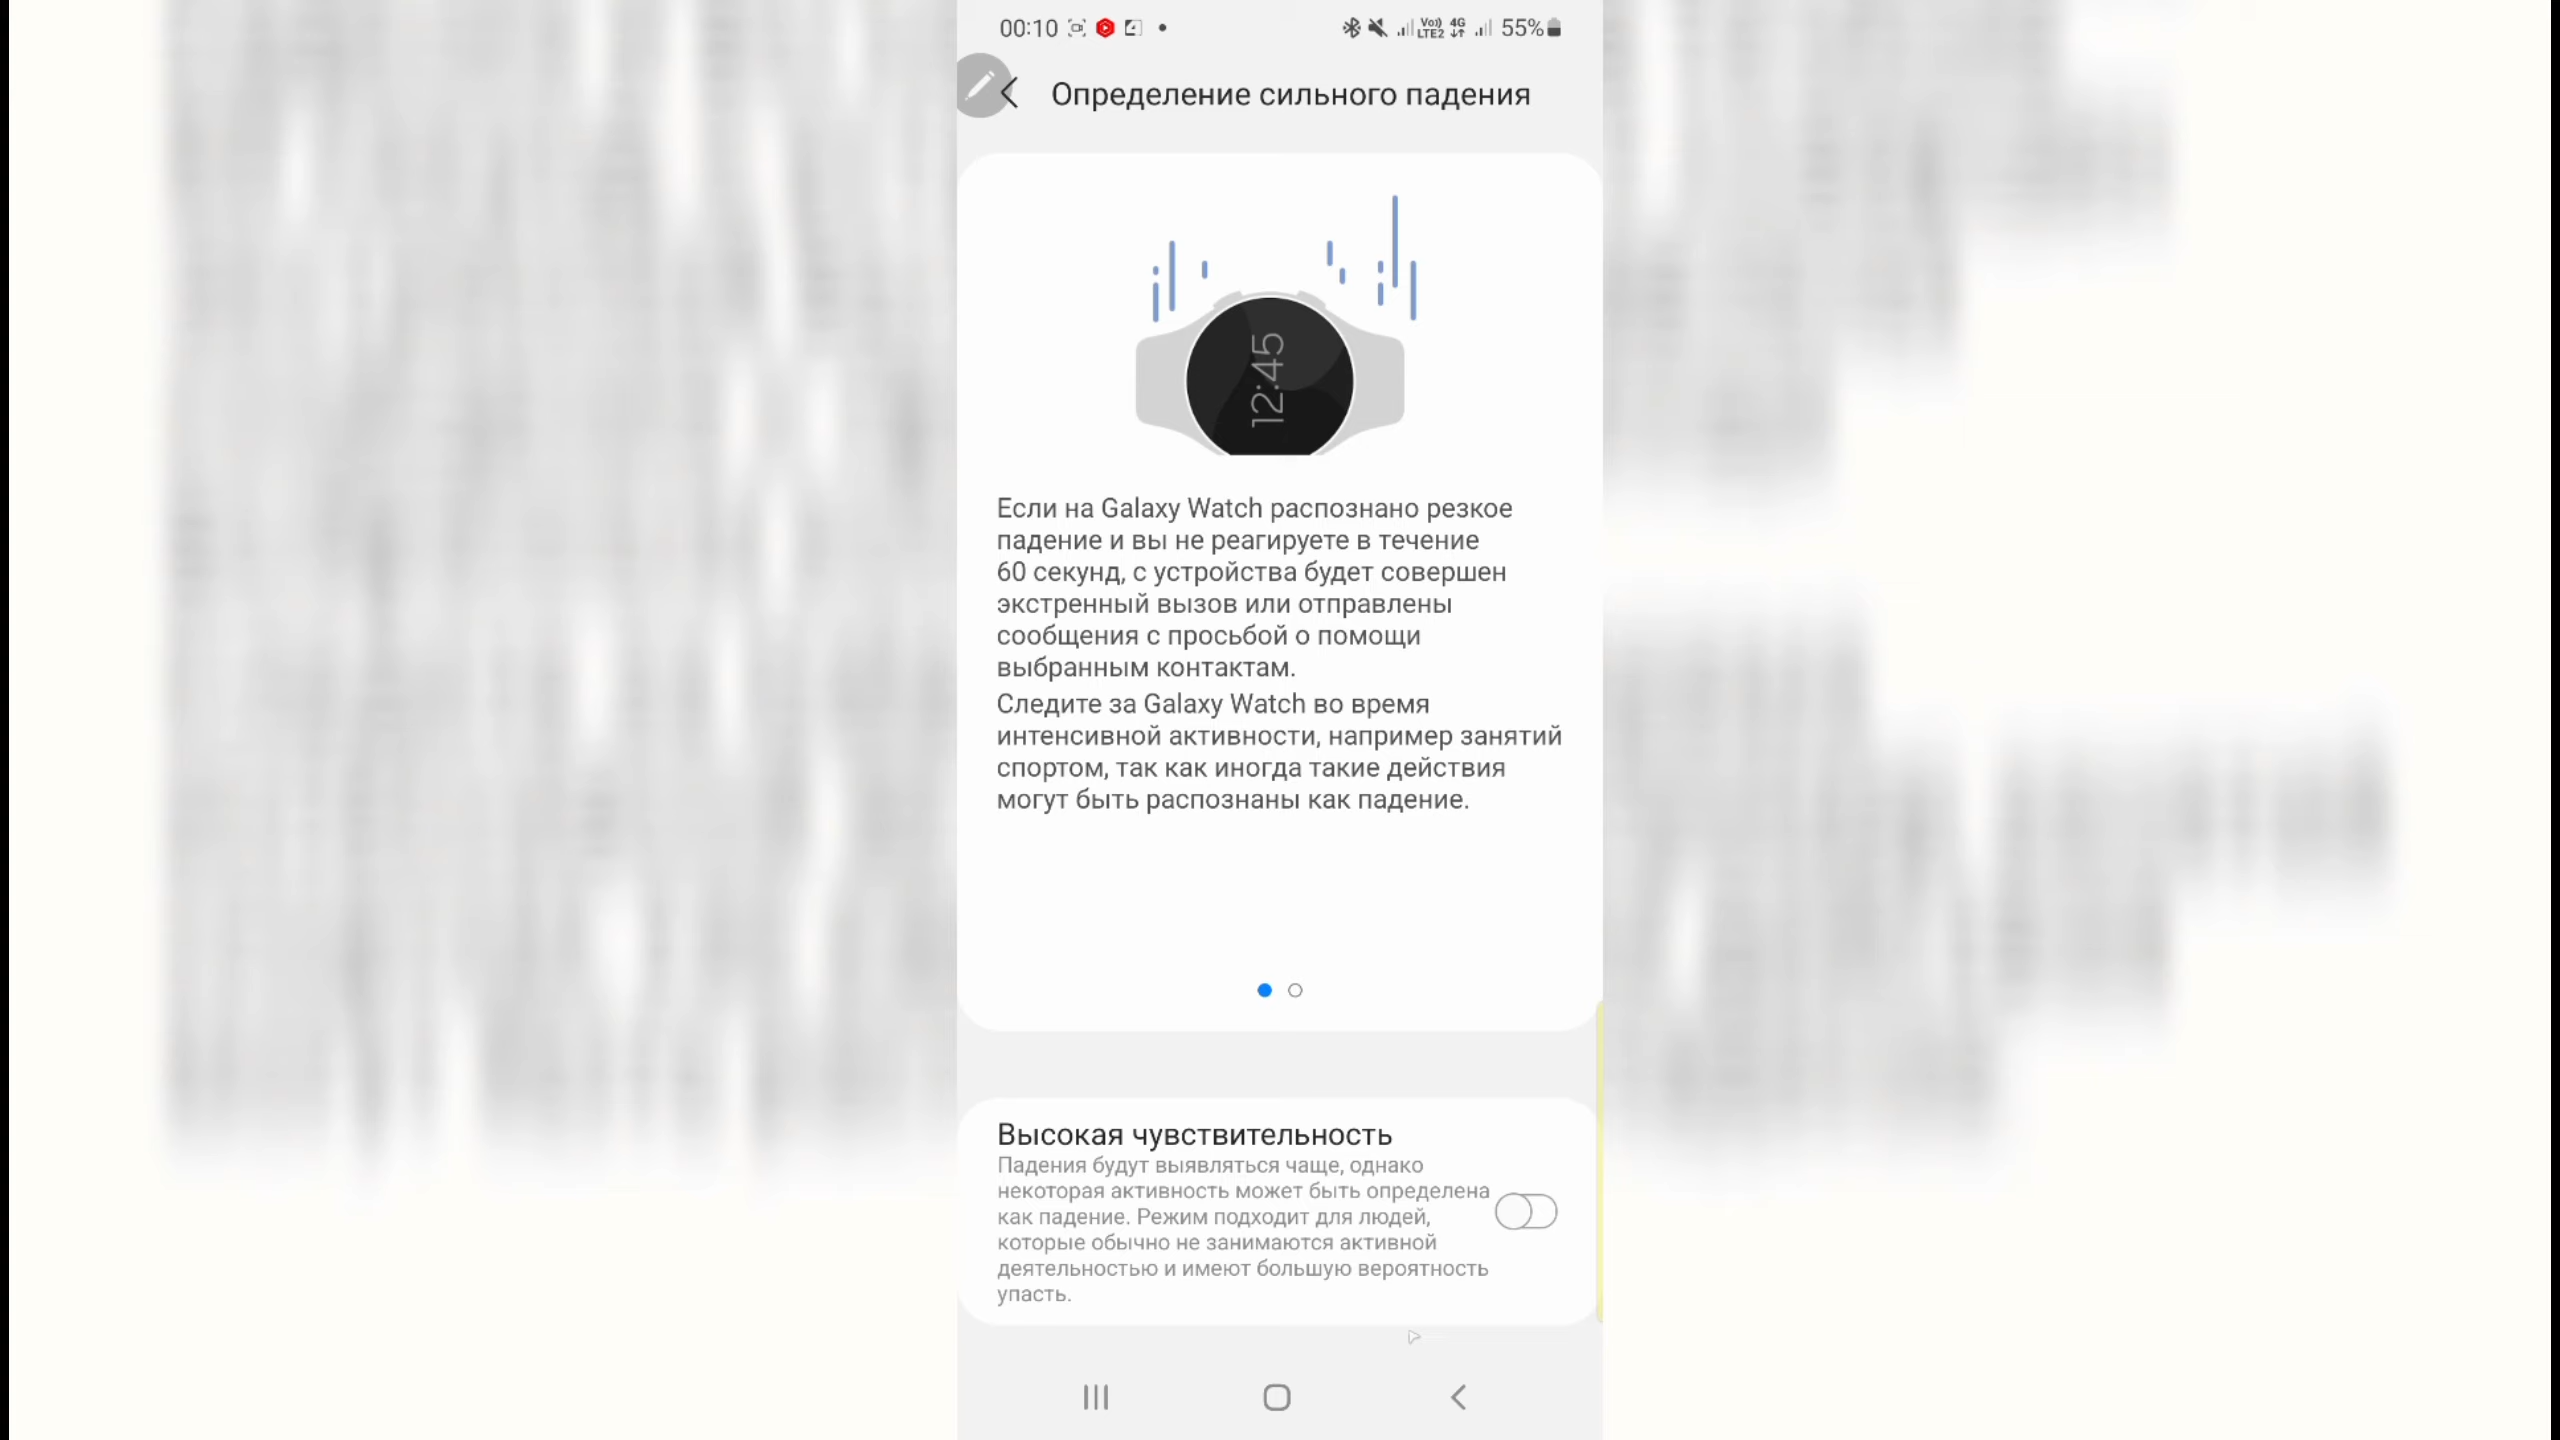 00:10
Vo)) LTE2 4G 55%
Определение сильного падения
12:45
Если на Galaxy Watch распознано резкое
падение и вы не реагируете в течение
60 секунд, с устройства будет совершен
экстренный вызов или отправлены
сообщения с просьбой о помощи
выбранным контактам.
Следите за Galaxy Watch во время
интенсивной активности, например занятий
спортом, так как иногда такие действия
могут быть распознаны как падение.
Высокая чувствительность
Падения будут выявляться чаще, однако
некоторая активность может быть определена
как падение. Режим подходит для людей,
которые обычно не занимаются активной
деятельностью и имеют большую вероятность
упасть.